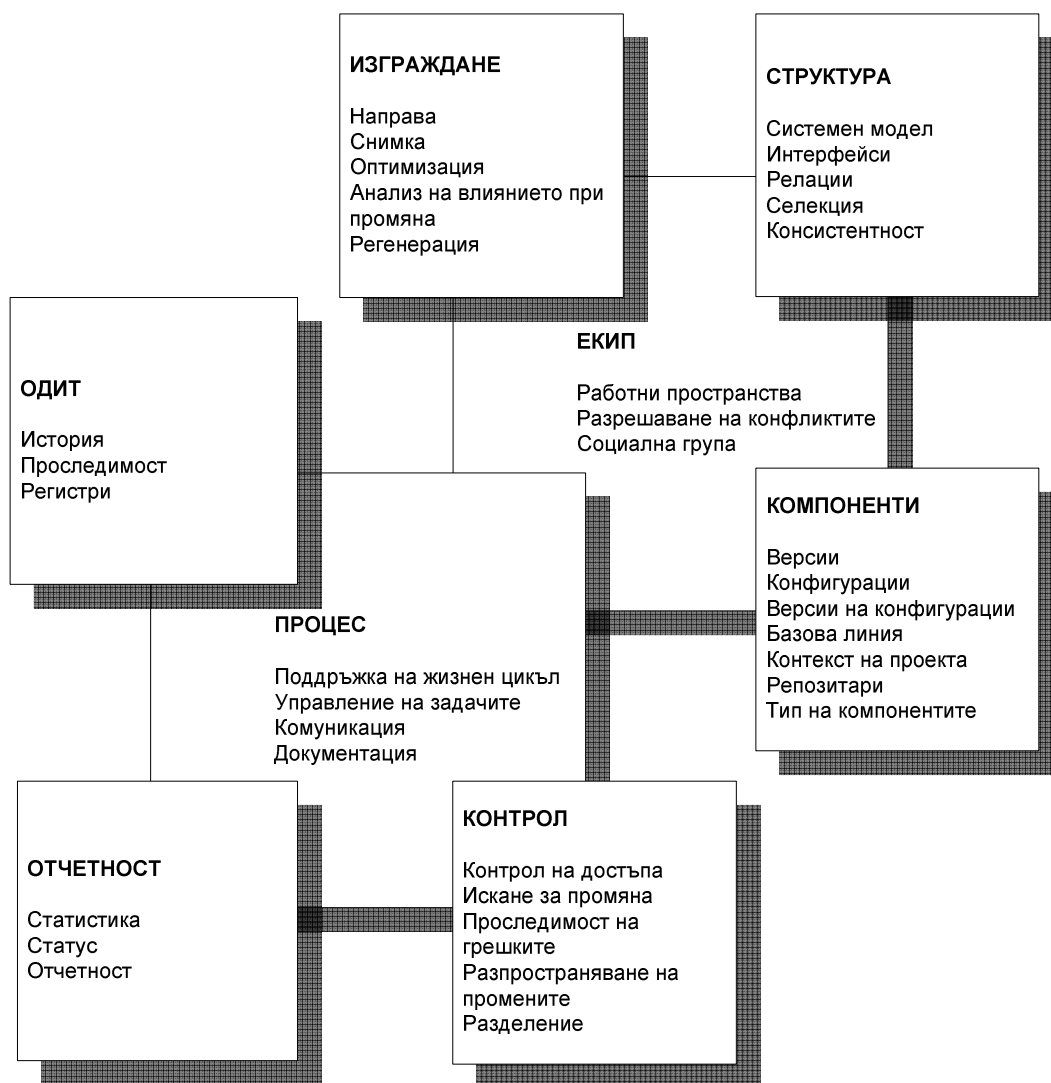 ИЗГРАЖДАНЕ
Направа
Снимка
Оптимизация
Анализ на влиянието при
промяна
Регенерация
СТРУКТУРА
Системен модел
Интерфейси
Релации
Селекция
Консистентност
ОДИТ
История
Проследимост
Регистри
ЕКИП
Работни пространства
Разрешаване на конфликтите
Социална група
КОМПОНЕНТИ
Версии
Конфигурации
Версии на конфигурации
Базова линия
Контекст на проекта
Репозитари
Тип на компонентите
ПРОЦЕС
Поддръжка на жизнен цикъл
Управление на задачите
Комуникация
Документация
ОТЧЕТНОСТ
Статистика
Статус
Отчетност
КОНТРОЛ
Контрол на достъпа
Искане за промяна
Проследимост на
грешките
Разпространяване на
промените
Разделение